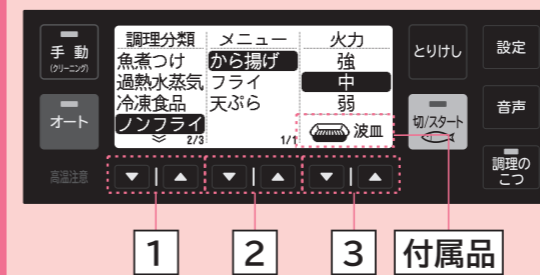 手動
(クリーニング)
オート
高温注意
調理分類 メニュー 火力
魚煮つけ から揚げ 強
過熱水蒸気 フライ 中
冷凍食品 天ぷら 弱
ノンフライ
2/3 1/1 波皿
とりけし
切/スタート
設定
音声
調理の
こつ
1 2 3 付属品